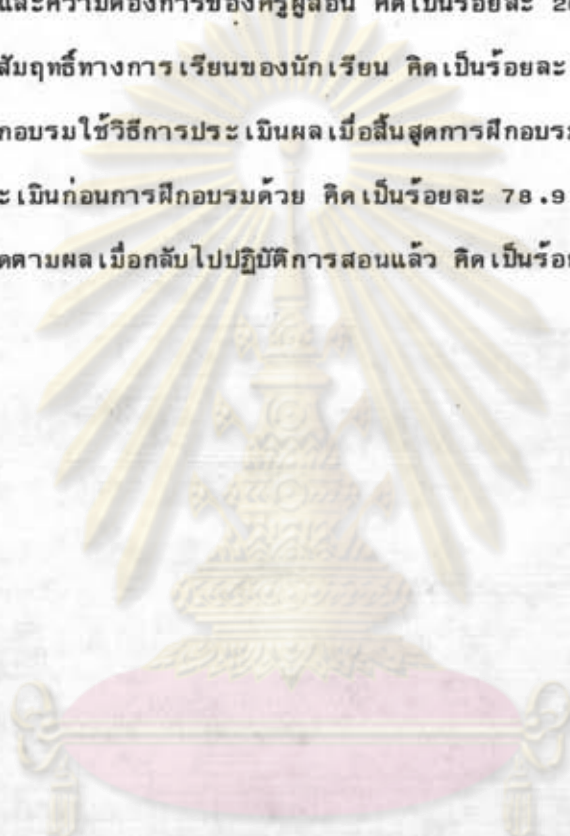 และความต้องการของครูผู้สอน คิดเป็นร้อยละ
สัมฤทธิ์ทางการเรียนของนักเรียน คิดเป็นร้อยละ
กอบรมใช้วิธีการประเมินผลเมื่อสิ้นสุดการฝึกอบรม
ะเมินก่อนการฝึกอบรมด้วย คิดเป็นร้อยละ 78.9
ดตามผลเมื่อกลับไปปฏิบัติการสอนแล้ว คิดเป็นร้อย